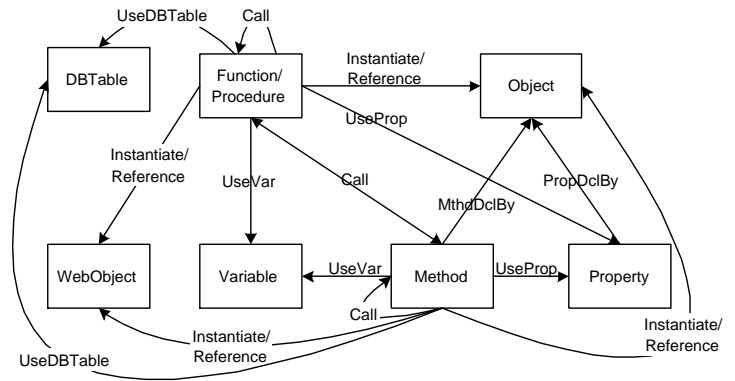 UseDBTable
Call
DBTable
Function/
Procedure
Instantiate/
Reference
Object
UseProp
Instantiate/
Reference
UseVar
Call
MthdDclBy
PropDclBy
WebObject
Variable
UseVar
Method
UseProp
Property
Call
Instantiate/
Reference
Instantiate/
Reference
UseDBTable